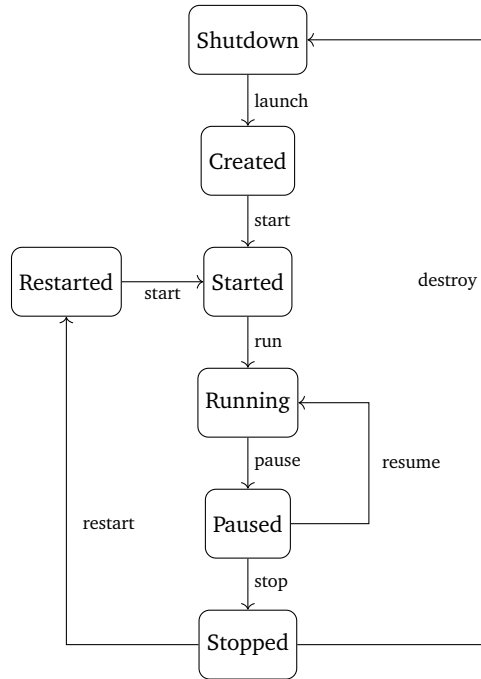 Shutdown
launch
Created
start
Restarted
start
Started
destroy
run
Running
pause
resume
Paused
restart
stop
Stopped